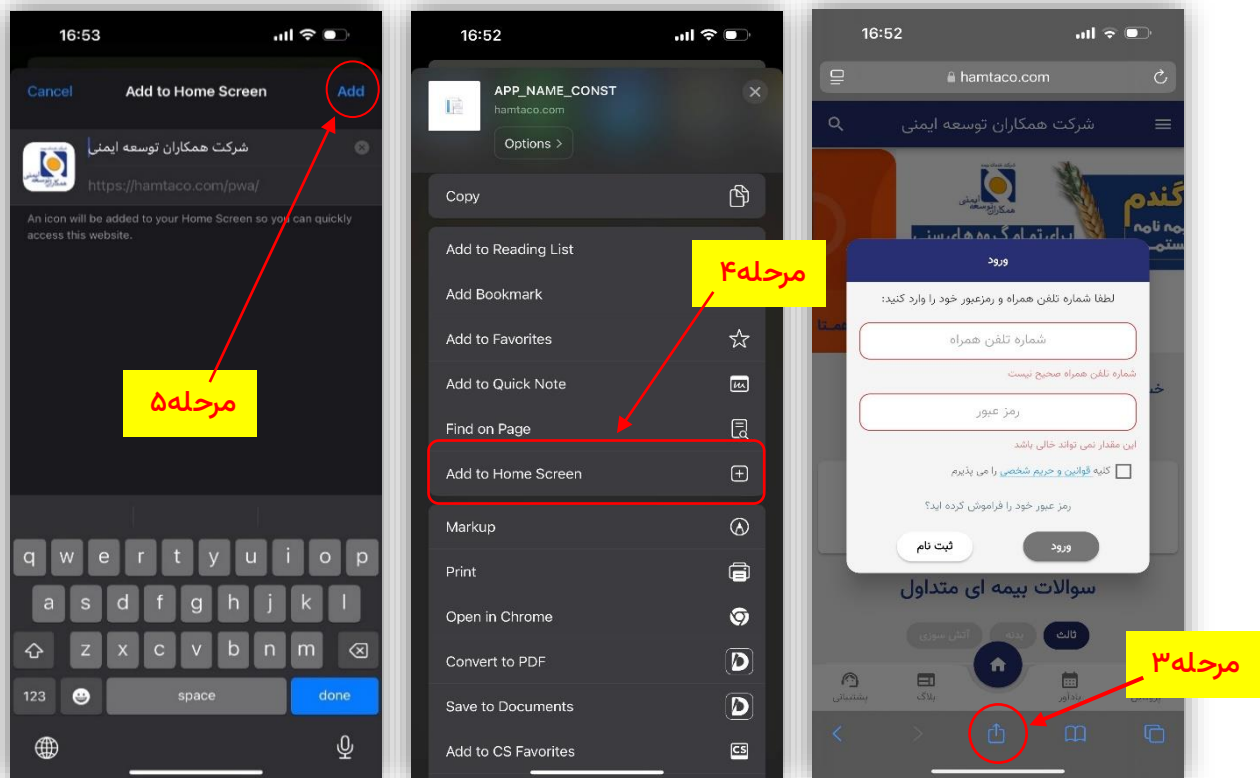 16:53
Cancel
Add to Home Screen
Add
شرکت همکاران توسعه ایمنی
https://hamtaco.com/pwa/
An icon will be added to your Home Screen so you can quickly
access this website.
مرحله۵
q w e r t y u i o p
a s d f g h j k l
z x c v b n m
123
space
done
16:52
APP_NAME_CONST
hamtaco.com
Options >
Copy
Add to Reading List
Add Bookmark
Add to Favorites
Add to Quick Note
Find on Page
Add to Home Screen
Markup
Print
Open in Chrome
Convert to PDF
Save to Documents
Add to CS Favorites
CS
مرحله۴
16:52
hamtaco.com
شرکت همکاران توسعه ایمنی
گندم
برای تمام گروه های سنی
ورود
لطفا شماره تلفن همراه و رمزعبور خود را وارد کنید:
شماره تلفن همراه
شماره تلفن همراه صحیح نیست
رمز عبور
این مقدار نمی تواند خالی باشد
کلیه قوانین و حریم شخصی را می پذیرم
رمز عبور خود را فراموش کرده اید؟
ورود
ثبت نام
سوالات بیمه ای متداول
ثالث
بدنه
آتش سوزی
یادآور
بلاگ
پشتیبانی
مرحله۳